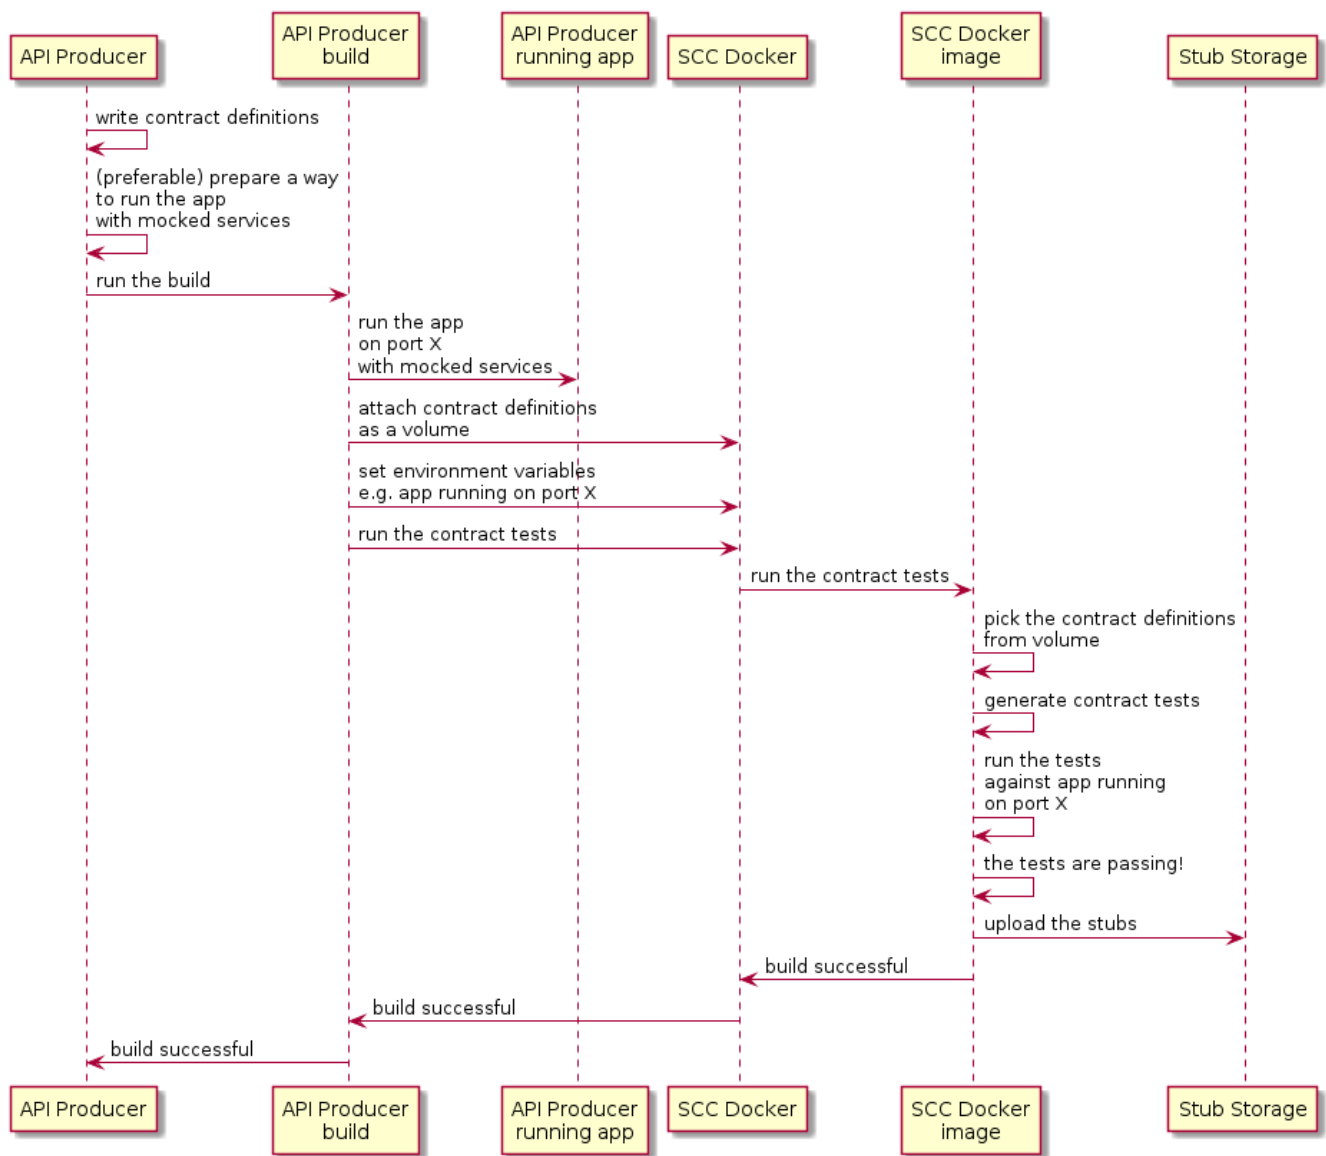 API Producer
API Producer
build
API Producer
running app
SCC Docker
SCC Docker
image
Stub Storage
write contract definitions
(preferable) prepare a way
to run the app
with mocked services
run the build
run the app
on port X
with mocked services
attach contract definitions
as a volume
set environment variables
e.g. app running on port X
run the contract tests
run the contract tests
pick the contract definitions
from volume
generate contract tests
run the tests
against app running
on port X
the tests are passing!
upload the stubs
build successful
build successful
build successful
API Producer
API Producer
build
API Producer
running app
SCC Docker
SCC Docker
image
Stub Storage